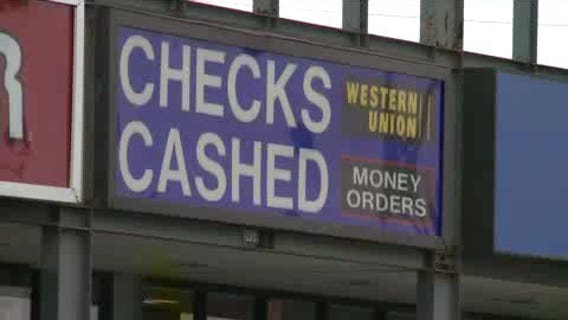 CHECKS
CASHED
WESTERN
UNION
MONEY
ORDERS